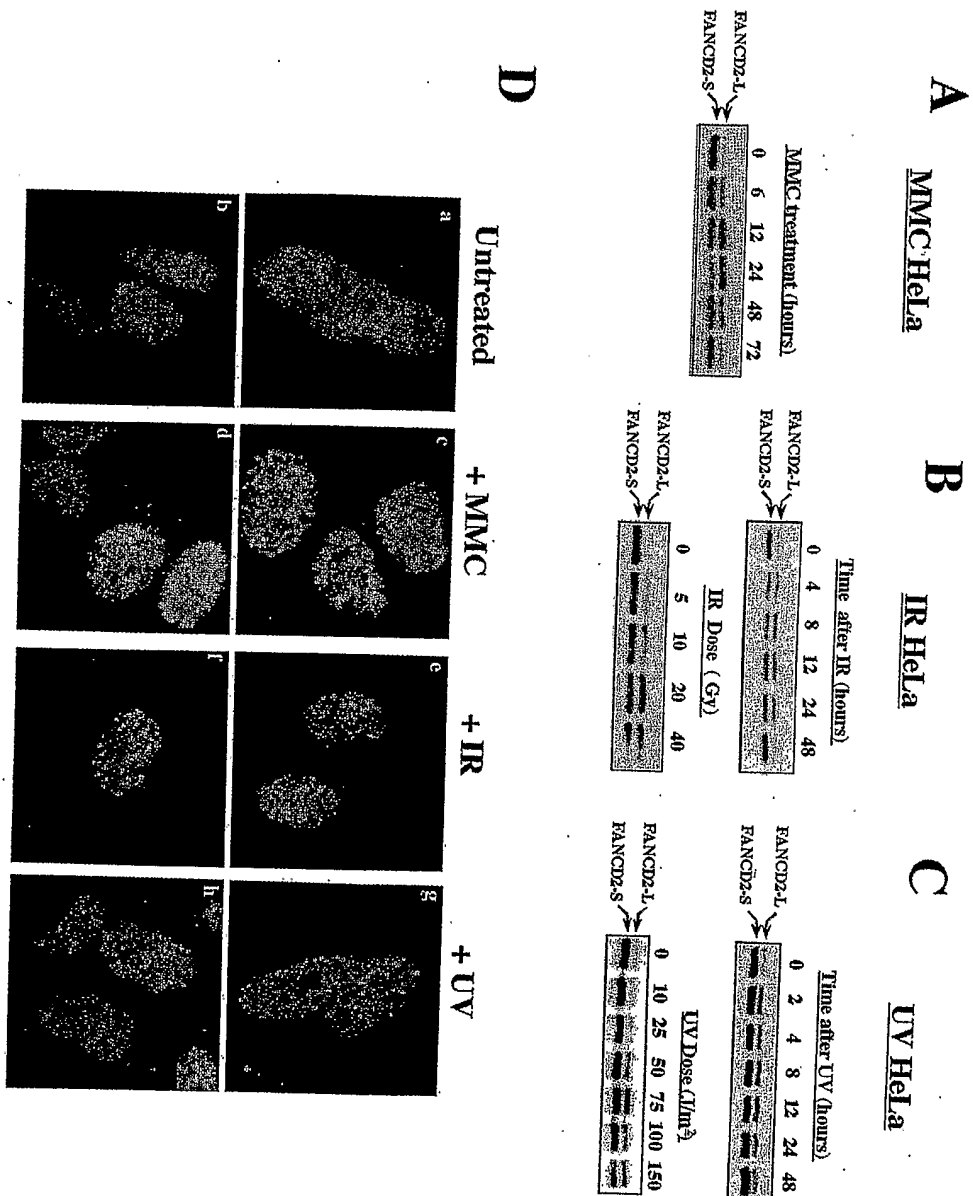 A
MMC HeLa
MMC treatment (hours)
0 6 12 24 48 72
FANCD2-L
FANCD2-S
B
IR HeLa
Time after IR (hours)
0 4 8 12 24 48
FANCD2-L
FANCD2-S
IR Dose ( Gy)
0 5 10 20 40
FANCD2-L
FANCD2-S
C
UV HeLa
Time after UV (hours)
0 2 4 8 12 24 48
FANCD2-L
FANCD2-S
UV Dose (J/m²)
0 10 25 50 75 100 150
FANCD2-L
FANCD2-S
D
Untreated
+ MMC
+ IR
+ UV
a
c
e
g
b
d
f
h